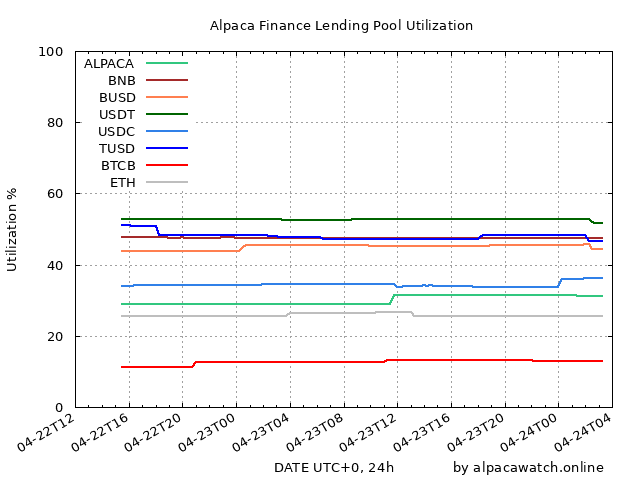 Alpaca Finance Lending Pool Utilization
100
80
60
40
20
0
Utilization %
ALPACA
BNB
BUSD
USDT
USDC
TUSD
BTCB
ETH
04-22T12
04-22T16
04-22T20
04-23T00
04-23T04
04-23T08
04-23T12
04-23T16
04-23T20
04-24T00
04-24T04
DATE UTC+0, 24h
by alpacawatch.online